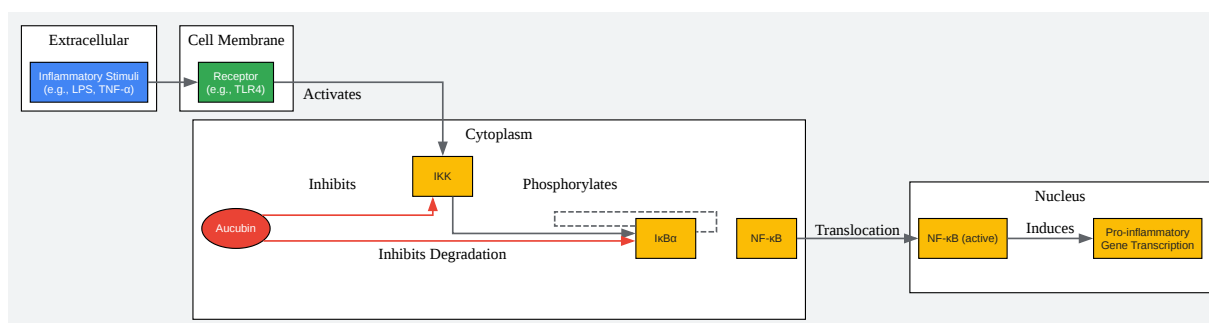 Extracellular
Cell Membrane
Inflammatory Stimuli
(e.g., LPS, TNF-α)
Receptor
(e.g., TLR4)
Activates
Cytoplasm
IKK
Inhibits
Phosphorylates
Aucubin
IκBα
NF-κB
Inhibits Degradation
Translocation
Nucleus
NF-κB (active)
Induces
Pro-inflammatory
Gene Transcription